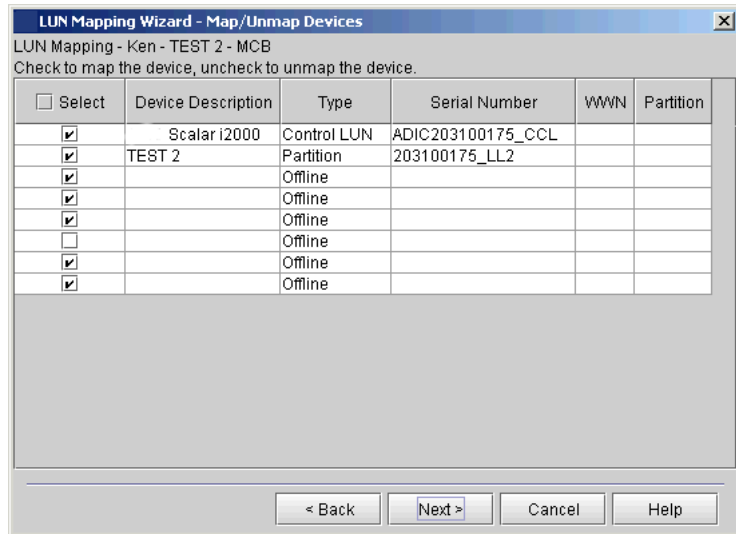 LUN Mapping Wizard - Map/Unmap Devices
LUN Mapping - Ken - TEST 2 - MCB
Check to map the device, uncheck to unmap the device.
Select Device Description Type Serial Number WWN Partition
Scalar i2000 Control LUN ADIC203100175_CCL
TEST 2 Partition 203100175_LL2
Offline
Offline
Offline
Offline
Offline
Offline
< Back Next > Cancel Help